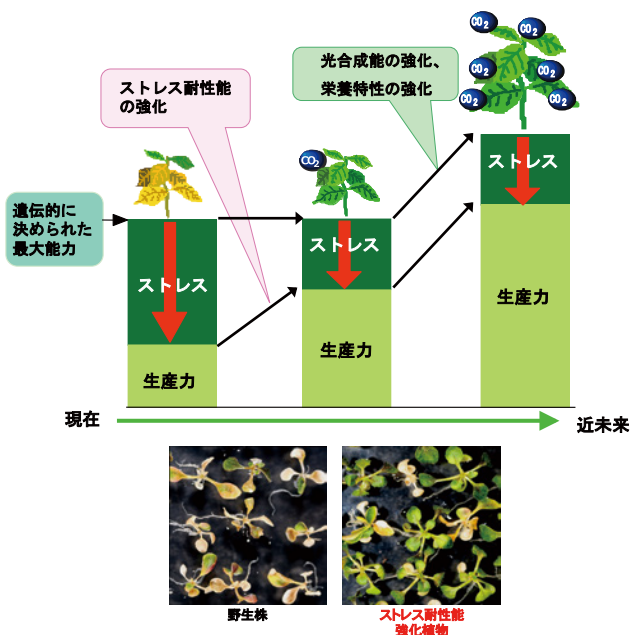 CO2
CO2
CO2
CO2
CO2
CO2
光合成能の強化、
栄養特性の強化
ストレス耐性能
の強化
CO2
ストレス
遺伝的に
決められた
最大能力
ストレス
ストレス
生産力
生産力
生産力
現在
近未来
野生株
ストレス耐性能
強化植物